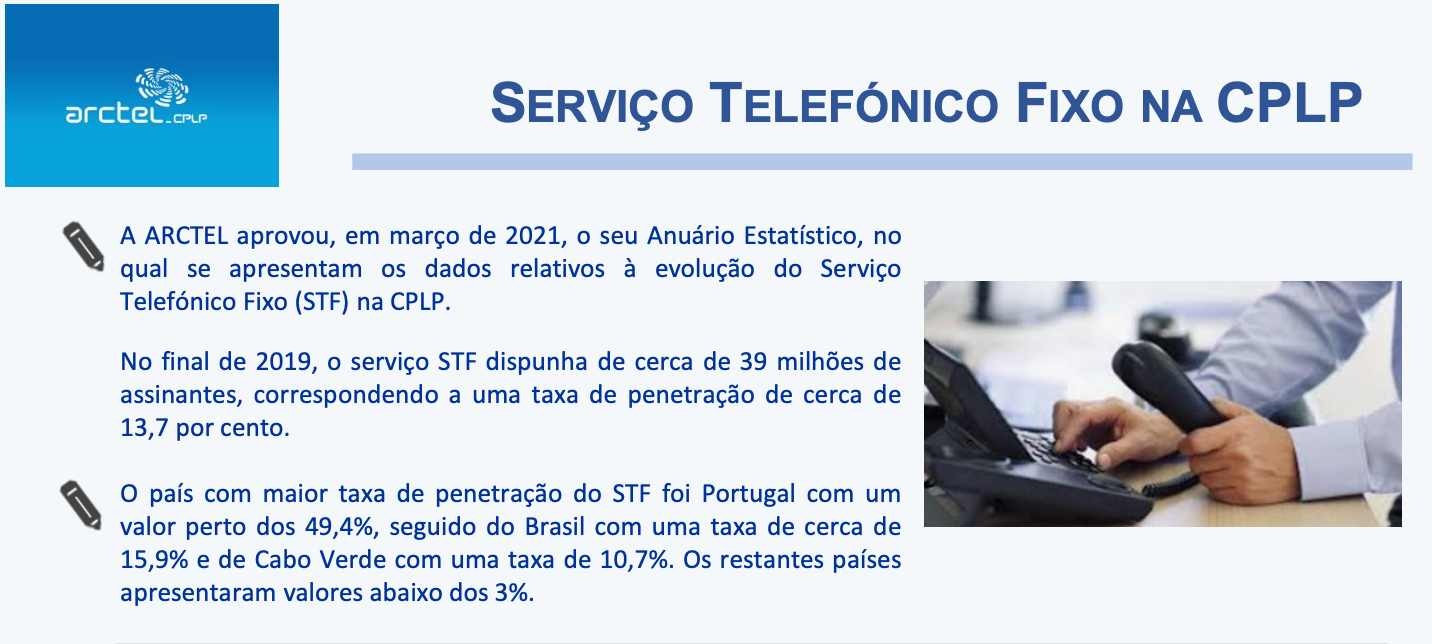 arctel_CPLP
SERVIÇO TELEFÓNICO FIXO NA CPLP
A ARCTEL aprovou, em março de 2021, o seu Anuário Estatístico, no
qual se apresentam os dados relativos à evolução do Serviço
Telefónico Fixo (STF) na CPLP.
No final de 2019, o serviço STF dispunha de cerca de 39 milhões de
assinantes, correspondendo a uma taxa de penetração de cerca de
13,7 por cento.
O país com maior taxa de penetração do STF foi Portugal com um
valor perto dos 49,4%, seguido do Brasil com uma taxa de cerca de
15,9% e de Cabo Verde com uma taxa de 10,7%. Os restantes países
apresentaram valores abaixo dos 3%.